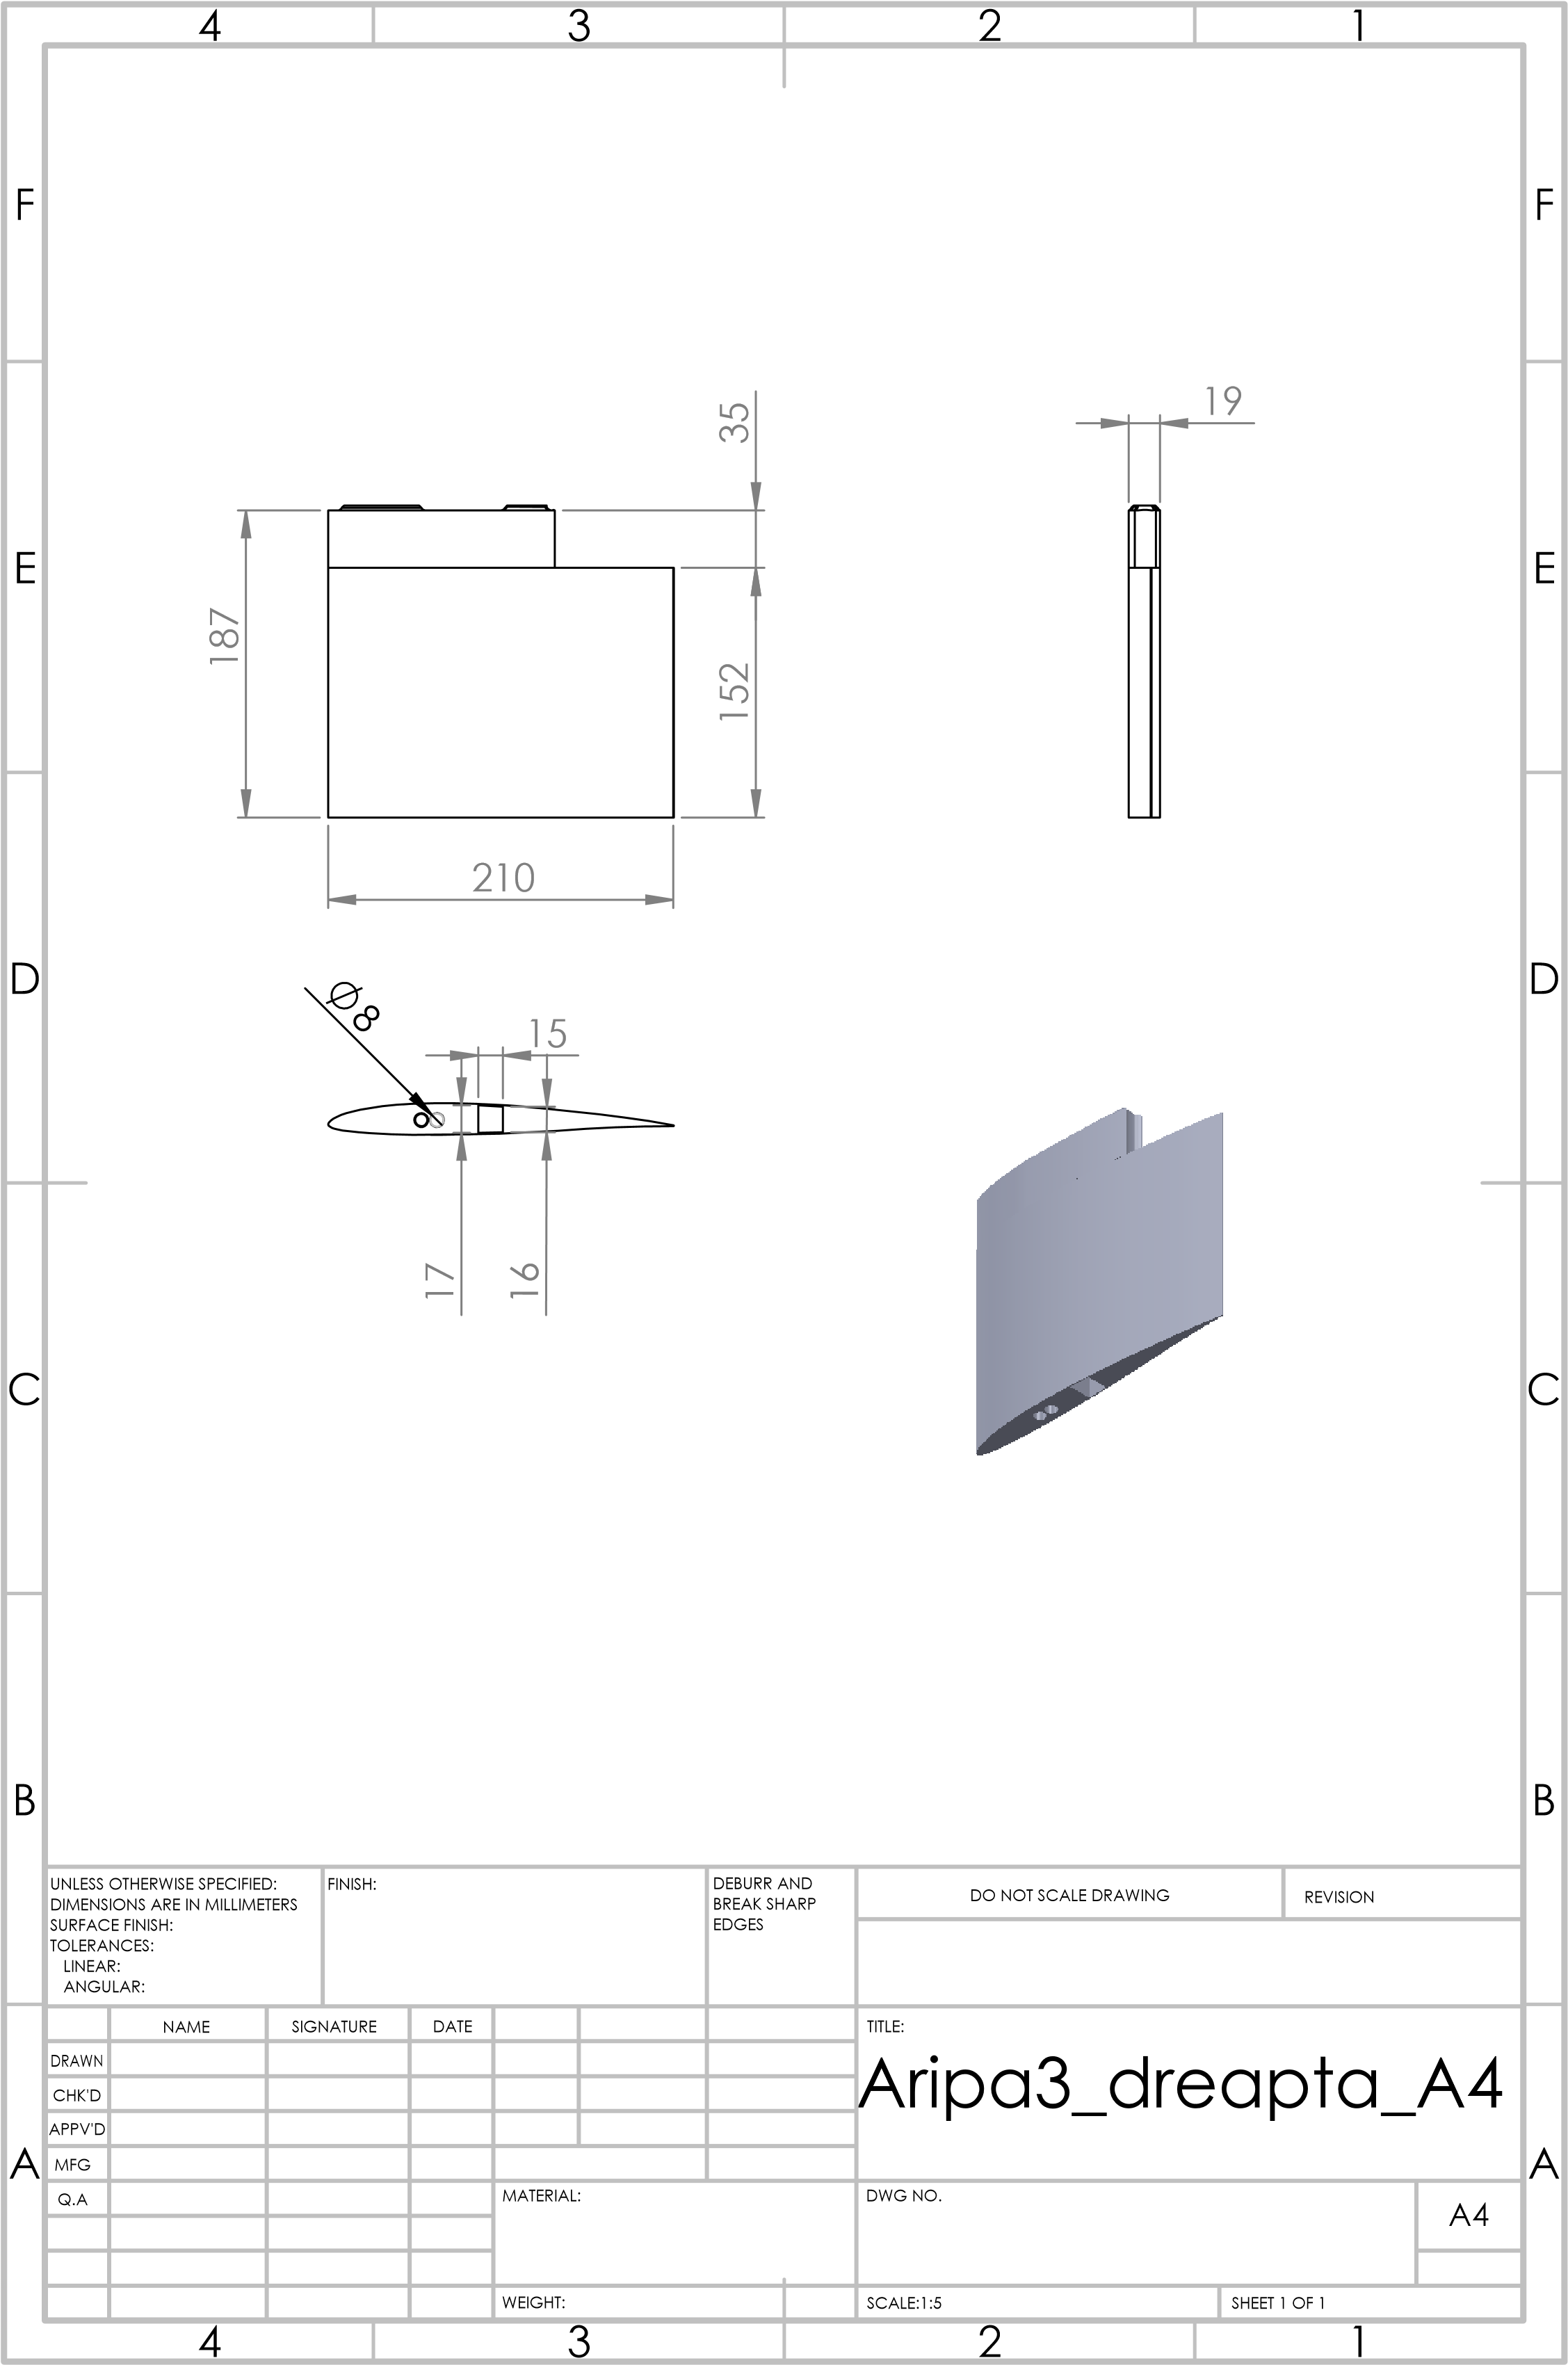 4 3 2 1
F F
35
19
E E
187
152
210
D D
Ø8
15
17
16
C C
B B
UNLESS OTHERWISE SPECIFIED:
DIMENSIONS ARE IN MILLIMETERS
SURFACE FINISH:
TOLERANCES:
LINEAR:
ANGULAR:
FINISH:
DEBURR AND
BREAK SHARP
EDGES
DO NOT SCALE DRAWING
REVISION
NAME SIGNATURE DATE
DRAWN
CHK'D
APPV'D
MFG
Q.A
TITLE:
Aripa3_dreapta_A4
A A
MATERIAL:
DWG NO.
A4
WEIGHT:
SCALE:1:5
SHEET 1 OF 1
4 3 2 1